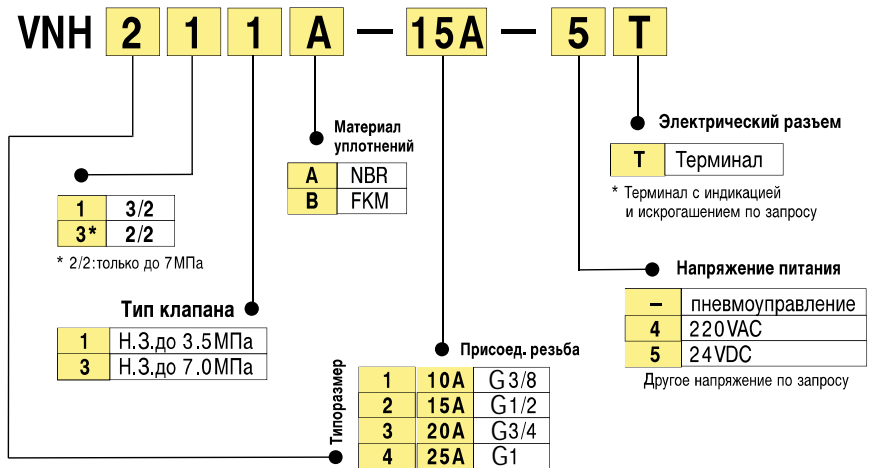 VNH 2 1 1 A – 15A – 5 T
Материал
уплотнений
A NBR
B FKM
Электрический разъем
T Терминал
* Терминал с индикацией
и искрогашением по запросу
1 3/2
3* 2/2
* 2/2:только до 7МПа
Тип клапана
1 Н.З.до 3.5МПа
3 Н.З.до 7.0МПа
Напряжение питания
– пневмоуправление
4 220VAC
5 24VDC
Другое напряжение по запросу
Присоед. резьба
Типоразмер
1 10A G3/8
2 15A G1/2
3 20A G3/4
4 25A G1